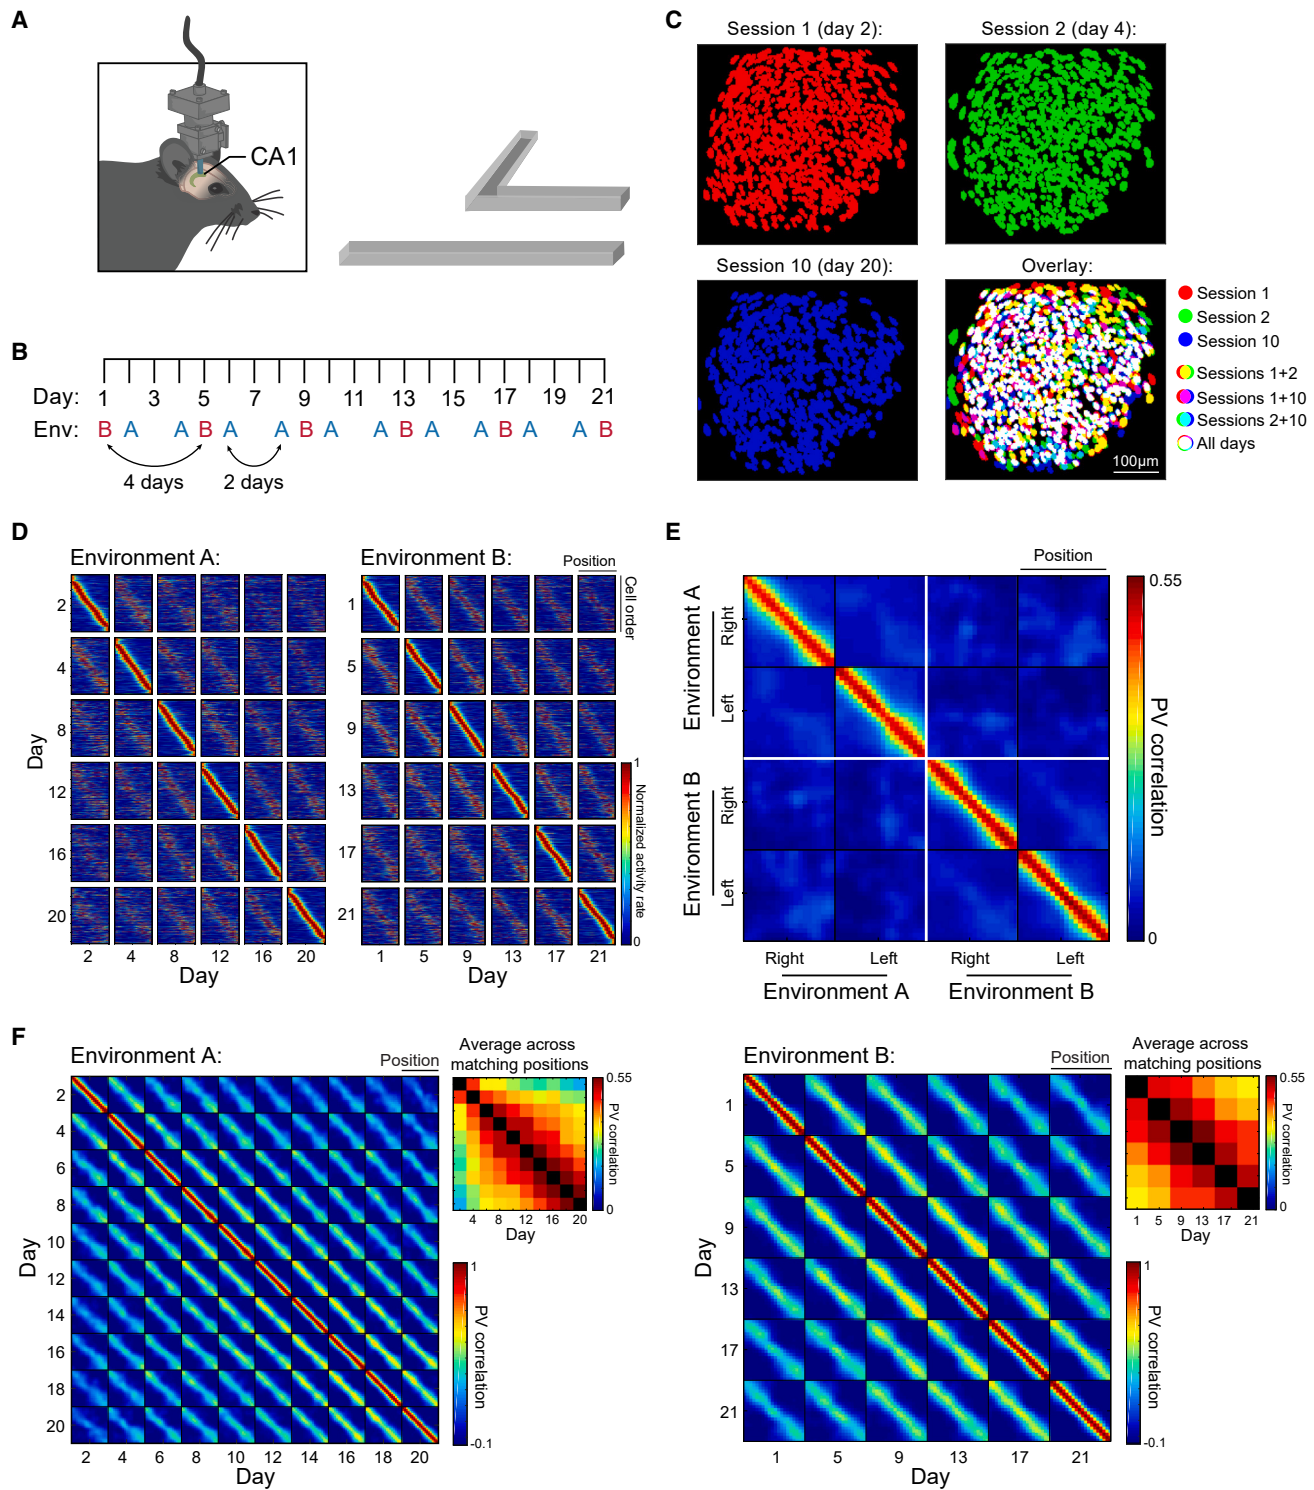 A
CA1
B
Day: 1 3 5 7 9 11 13 15 17 19 21
Env: B A A B A A B A A B A A B A A B
4 days
2 days
C
Session 1 (day 2):
Session 2 (day 4):
Session 10 (day 20):
Overlay:
100µm
Session 1
Session 2
Session 10
Sessions 1+2
Sessions 1+10
Sessions 2+10
All days
D
Environment A:
Day
2
4
8
12
16
20
2 4 8 12 16 20
Day
Environment B:
Position
Cell order
1
5
9
13
17
21
1 5 9 13 17 21
Day
1
Normalized activity rate
0
E
Position
Environment A
Right
Left
Environment B
Right
Left
Right Left Right Left
Environment A Environment B
0.55
PV correlation
0
F
Environment A:
Position
Day
2
4
6
8
10
12
14
16
18
20
2 4 6 8 10 12 14 16 18 20
Day
Average across
matching positions
4 8 12 16 20
Day
0.55
PV correlation
0
1
PV correlation
-0.1
Environment B:
Position
Day
1
5
9
13
17
21
1 5 9 13 17 21
Day
Average across
matching positions
1 5 9 13 17 21
Day
0.55
PV correlation
0
1
PV correlation
-0.1